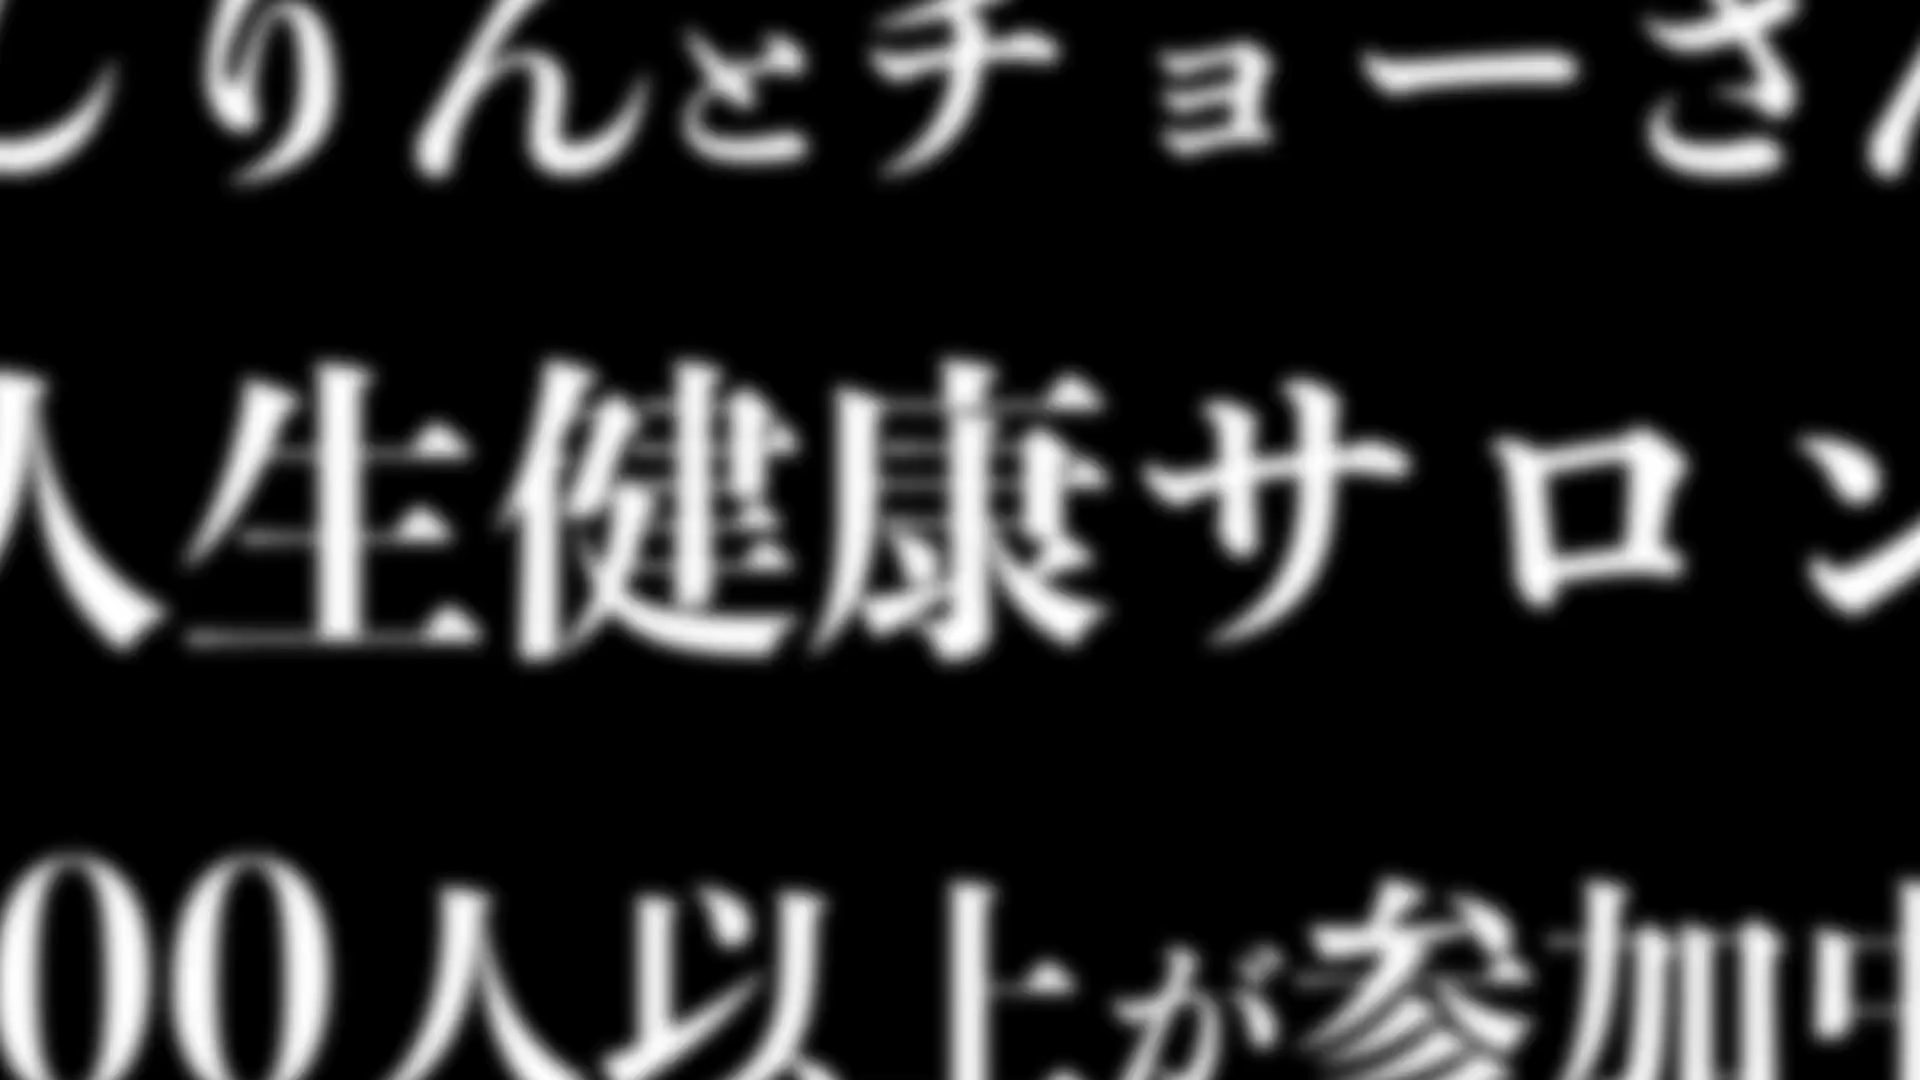 しりんとチョーさん
人生健康サロン
00人以上が参加中